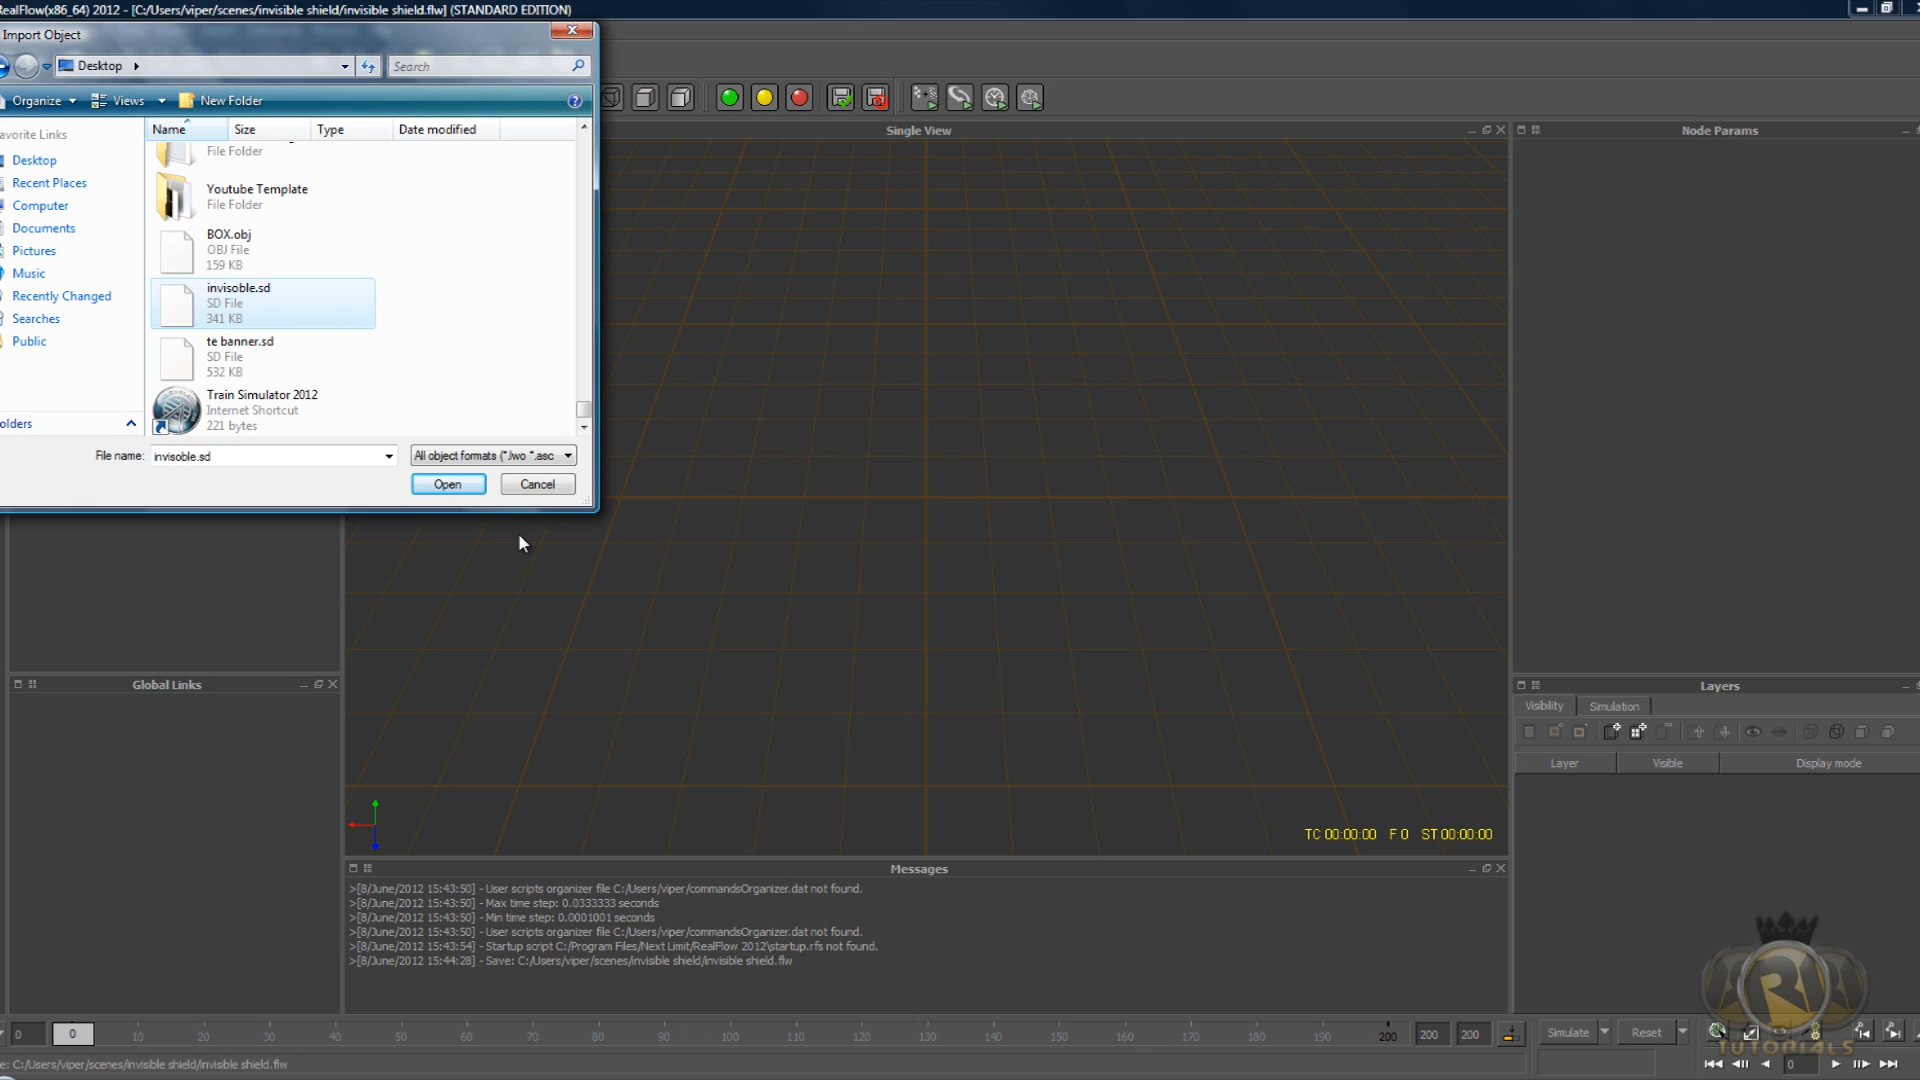 RealFlow(x86_64) 2012 - [C:/Users/viper/scenes/invisible shield/invisible shield.flw] (STANDARD EDITION)
Import Object
Desktop
Search
Organize
Views
New Folder
Favorite Links
Desktop
Recent Places
Computer
Documents
Pictures
Music
Recently Changed
Searches
Public
olders
Name
Size
Type
Date modified
File Folder
Youtube Template
File Folder
BOX.obj
OBJ File
159 KB
invisoble.sd
SD File
341 KB
te banner.sd
SD File
532 KB
Train Simulator 2012
Internet Shortcut
221 bytes
File name:
invisoble.sd
All object formats (*.lwo *.asc
Open
Cancel
Single View
Node Params
Global Links
TC 00:00:00 F 0 ST 00:00:00
Messages
>[8/June/2012 15:43:50] - User scripts organizer file C:/Users/viper/commandsOrganizer.dat not found.
>[8/June/2012 15:43:50] - Max time step: 0.0333333 seconds
>[8/June/2012 15:43:50] - Min time step: 0.0001001 seconds
>[8/June/2012 15:43:50] - User scripts organizer file C:/Users/viper/commandsOrganizer.dat not found.
>[8/June/2012 15:43:54] - Startup script C:/Program Files/Next Limit/RealFlow 2012\startup.rfs not found.
>[8/June/2012 15:44:28] - Save: C:/Users/viper/scenes/invisible shield/invisible shield.flw
Layers
Visibility
Simulation
Layer
Visible
Display mode
0
0
10
20
30
40
50
60
70
80
90
100
110
120
130
140
150
160
170
180
190
200
200
200
Simulate
Reset
R
TUTORIALS
0
e: C:/Users/viper/scenes/invisible shield/invisible shield.flw